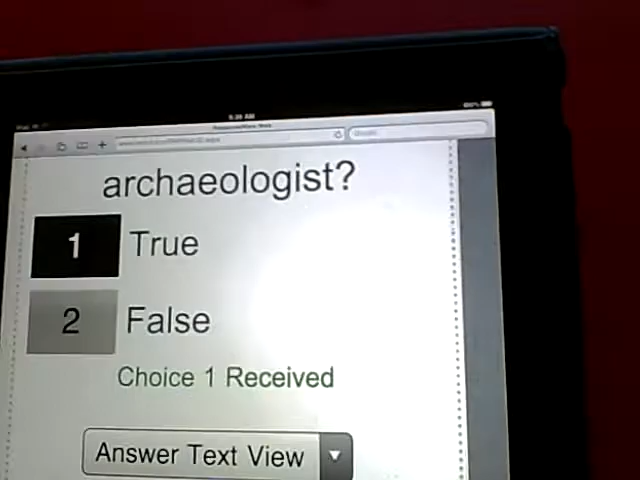 archaeologist?
1 True
2 False
Choice 1 Received
Answer Text View